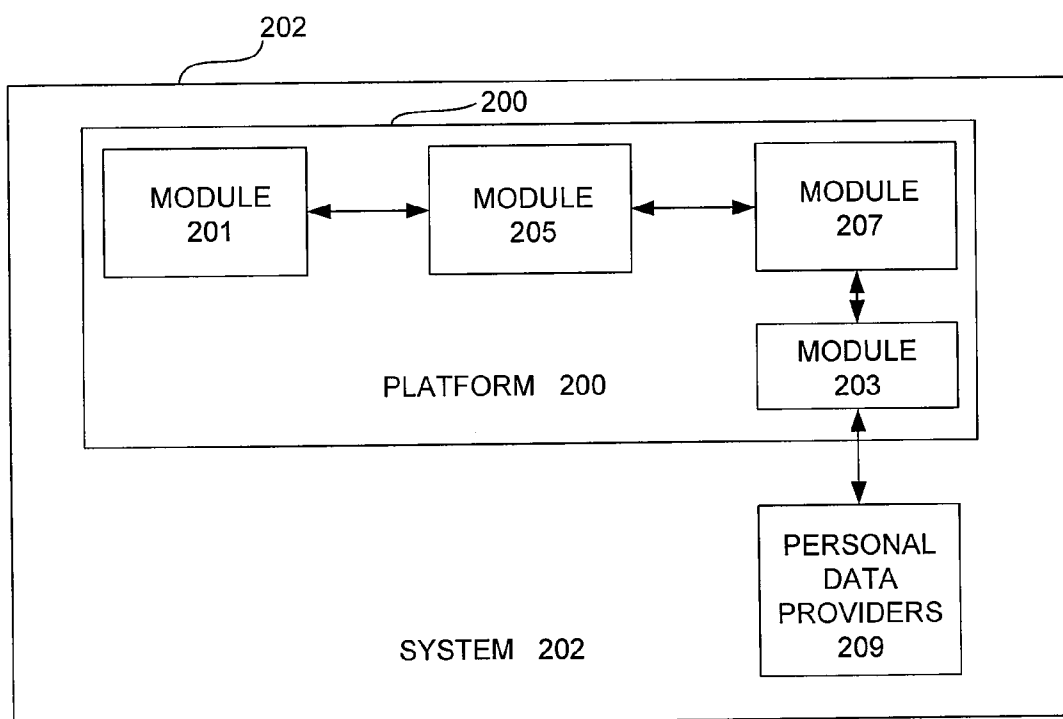 202
200
MODULE
201
MODULE
205
MODULE
207
MODULE
203
PLATFORM 200
PERSONAL
DATA
PROVIDERS
209
SYSTEM 202